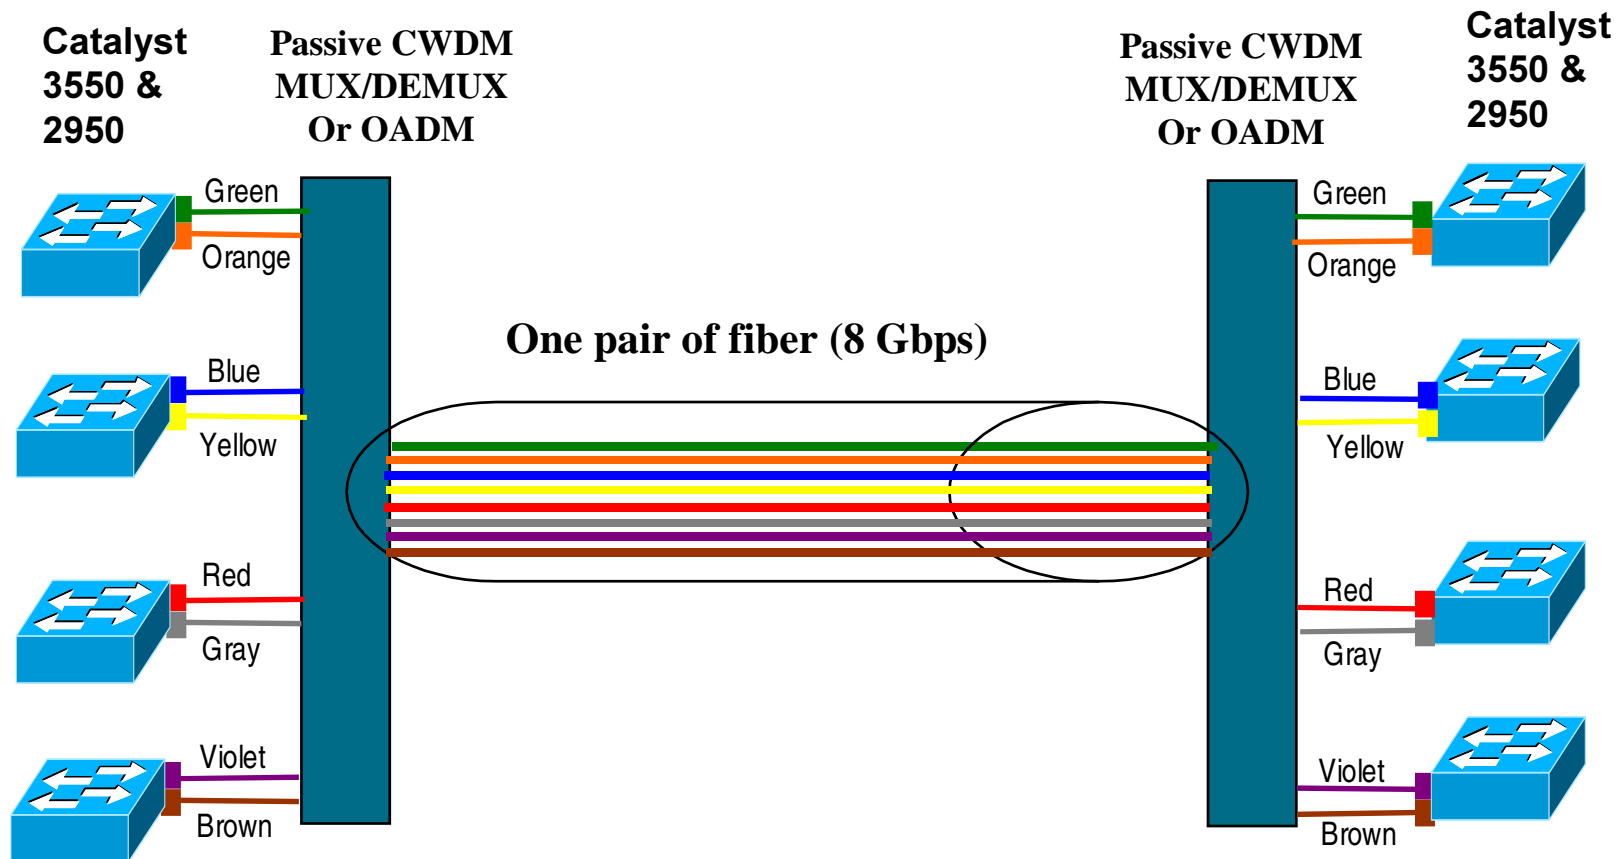 Catalyst
3550 &
2950
Passive CWDM
MUX/DEMUX
Or OADM
Passive CWDM
MUX/DEMUX
Or OADM
Catalyst
3550 &
2950
Green
Orange
Blue
Yellow
Red
Gray
Violet
Brown
One pair of fiber (8 Gbps)
Green
Orange
Blue
Yellow
Red
Gray
Violet
Brown